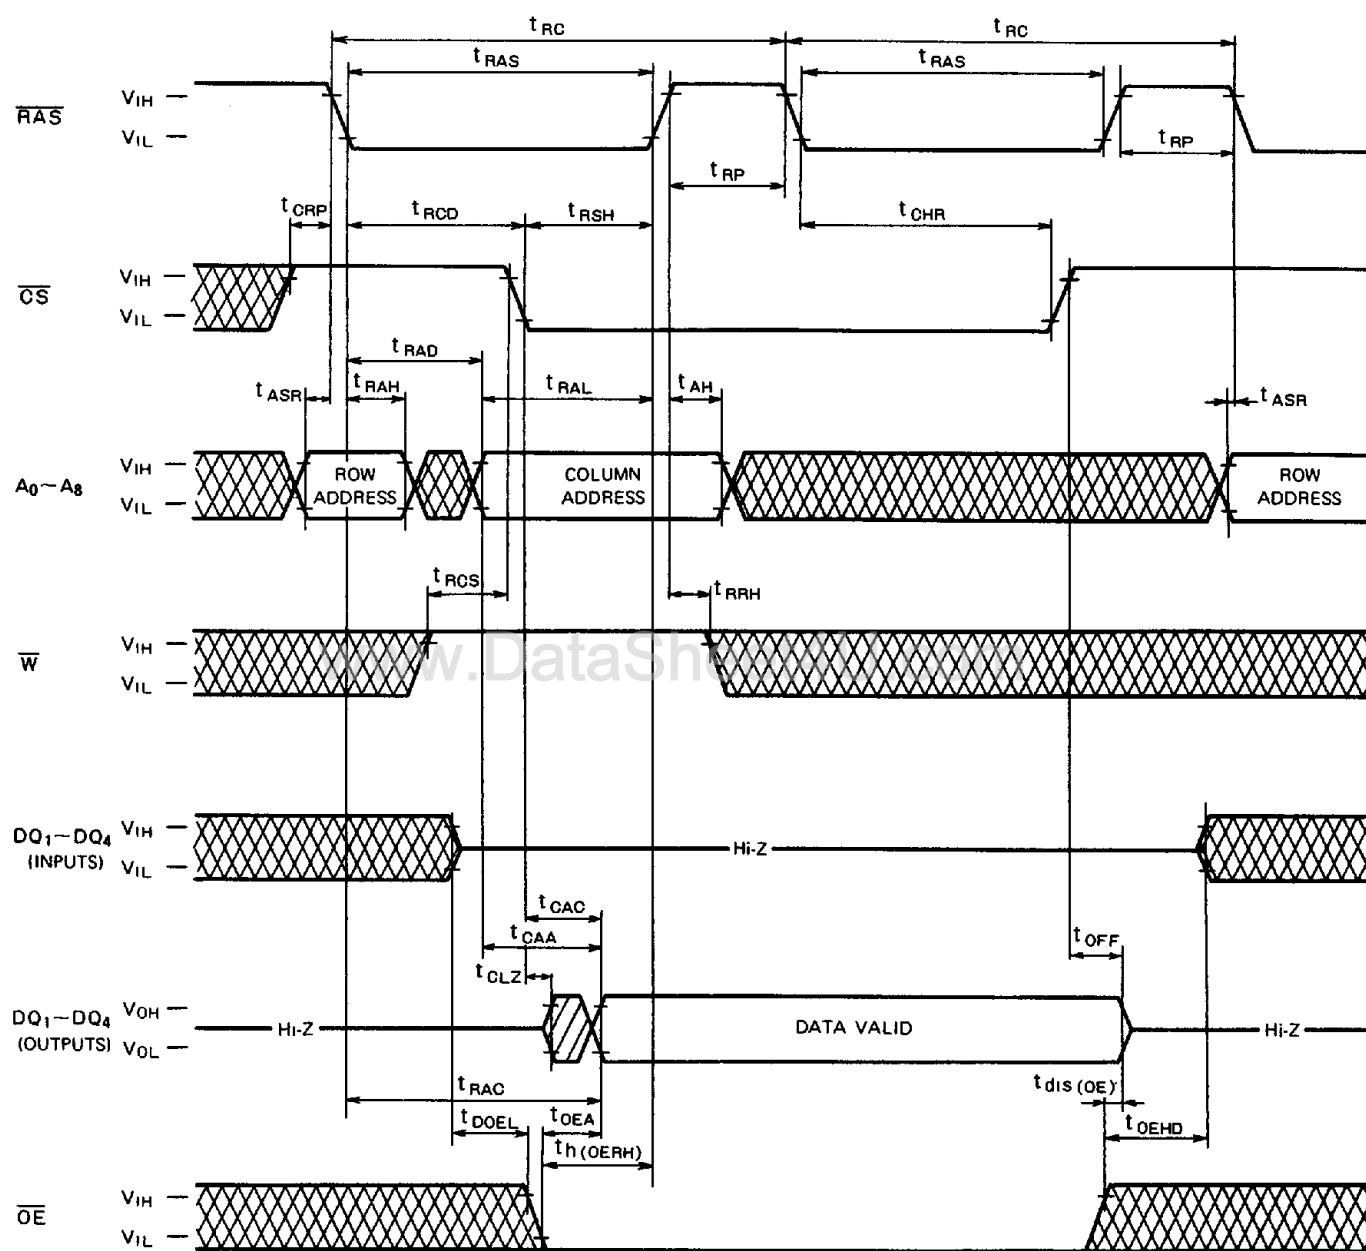 tRC tRC
tRAS tRAS
RAS VIH
VIL
tRP tRP
tCRP tRCD tRSH tCHR
CS VIH
VIL
tRAD
tASR tRAH tRAL tAH tASR
A0~A8 VIH
VIL
ROW ADDRESS
COLUMN ADDRESS
ROW ADDRESS
tRCS tRRH
W VIH
VIL
www.DataSheet4U.com
DQ1~DQ4 (INPUTS) VIH
VIL
Hi-Z
tCAC
tCAA tOFF
tCLZ
DQ1~DQ4 (OUTPUTS) VOH
VOL
Hi-Z DATA VALID Hi-Z
tRAC tdis(OE)
tDOEL tOEA tOEHD
th(OERH)
OE VIH
VIL